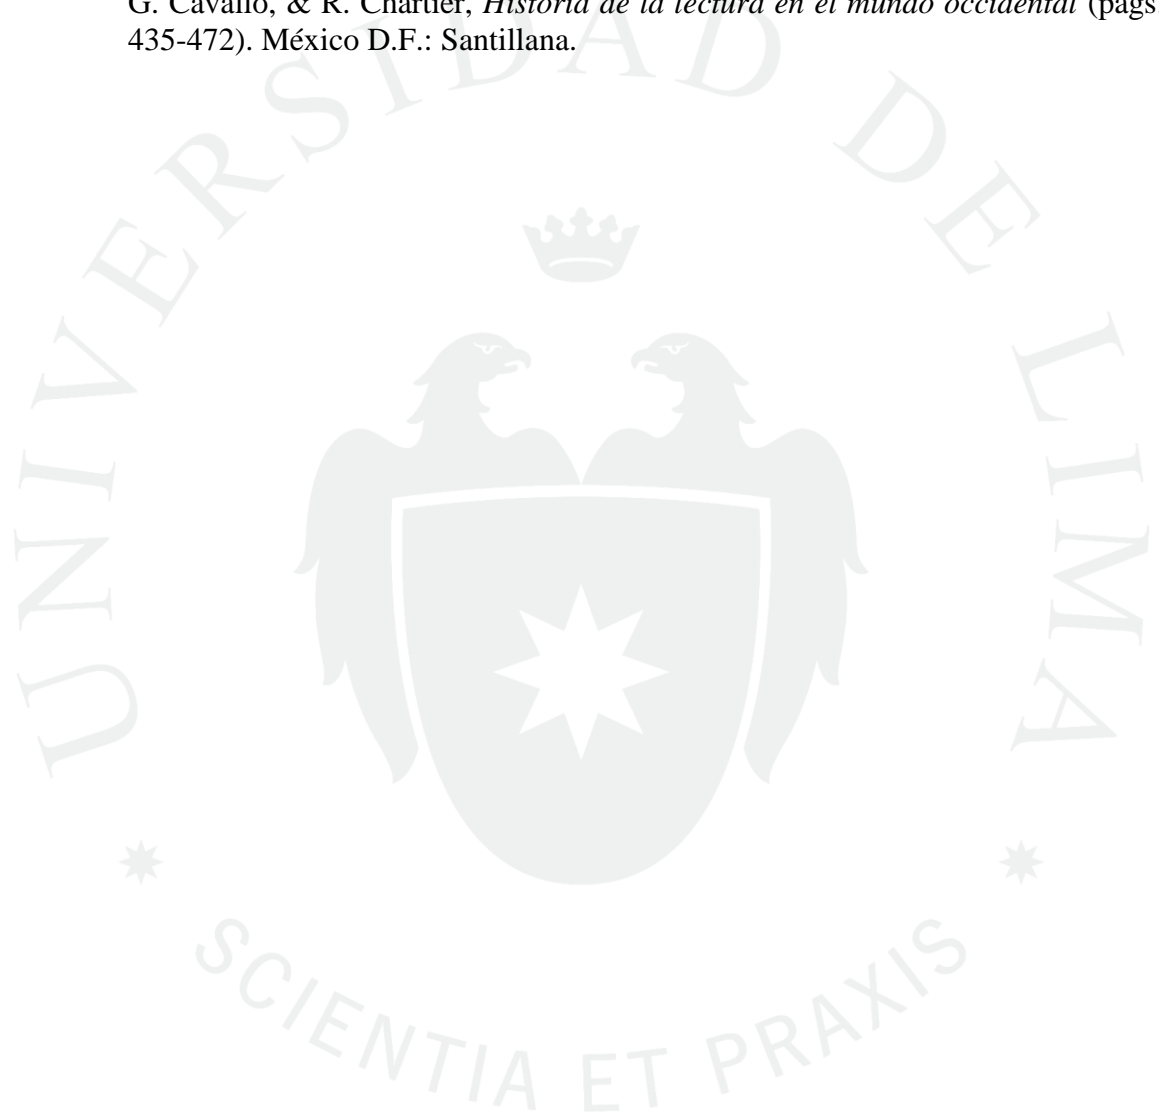 G. Cavallo, & R. Chartier, Historia de la lectura en el mundo occidental (pags
435-472). México D.F.: Santillana.
UNIVERSIDAD DE LIMA
SCIENTIA ET PRAXIS